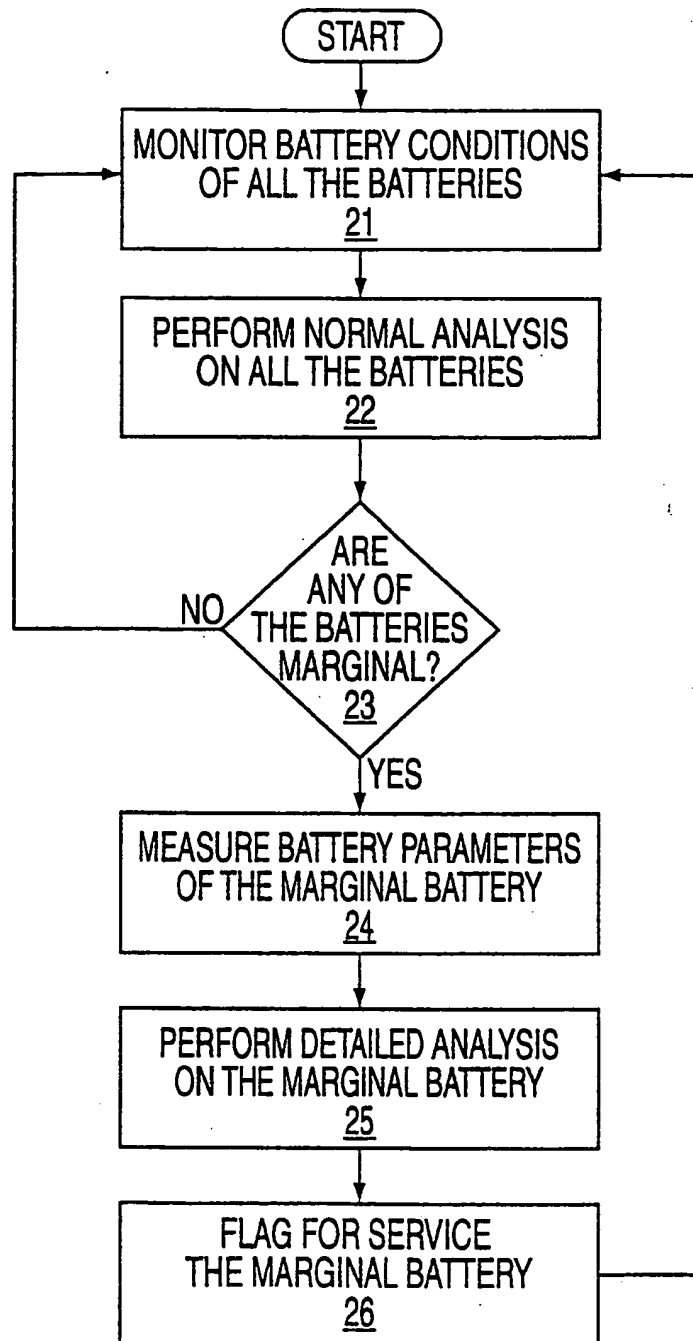 START
MONITOR BATTERY CONDITIONS
OF ALL THE BATTERIES
21
PERFORM NORMAL ANALYSIS
ON ALL THE BATTERIES
22
ARE
ANY OF
THE BATTERIES
MARGINAL?
23
NO
YES
MEASURE BATTERY PARAMETERS
OF THE MARGINAL BATTERY
24
PERFORM DETAILED ANALYSIS
ON THE MARGINAL BATTERY
25
FLAG FOR SERVICE
THE MARGINAL BATTERY
26